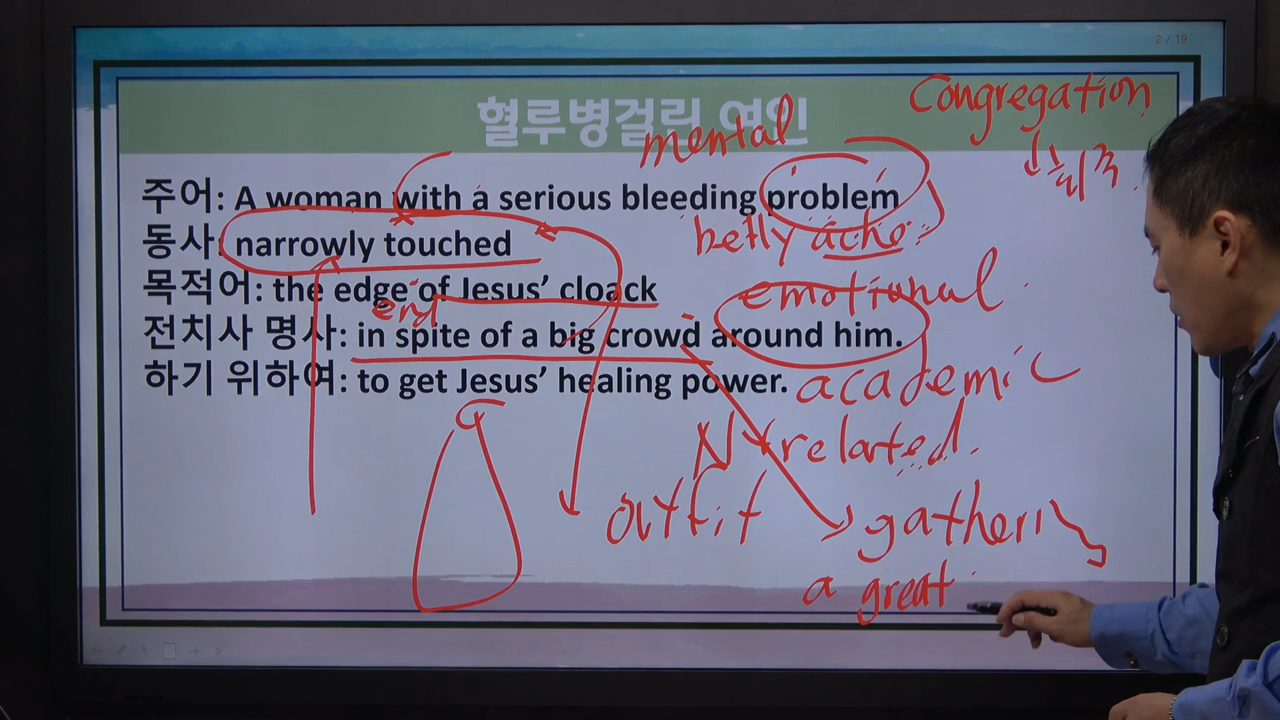 2 / 19
혈루병걸린 여인
Congregation
mental
주어: A woman with a serious bleeding problem
belly ache
동사: narrowly touched
목적어: the edge of Jesus’ cloack
emotional
end
전치사 명사: in spite of a big crowd around him.
하기 위하여: to get Jesus’ healing power.
academic
N related
outfit
gathering
a great